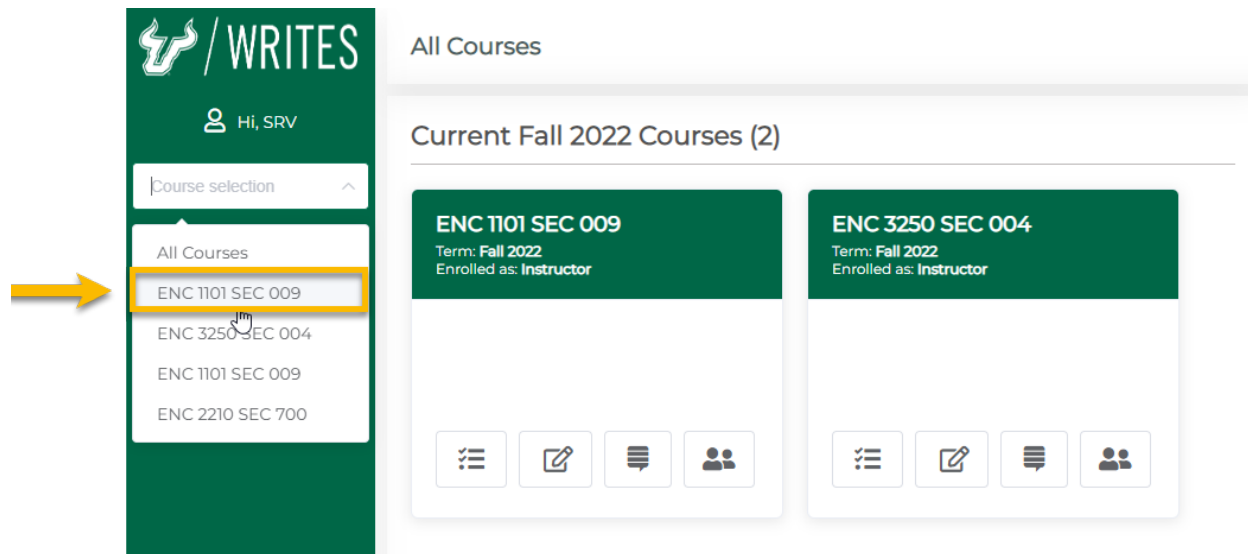 /WRITES
Hi, SRV
Course selection
All Courses
ENC 1101 SEC 009
ENC 3250 SEC 004
ENC 1101 SEC 009
ENC 2210 SEC 700
All Courses
Current Fall 2022 Courses (2)
ENC 1101 SEC 009
Term: Fall 2022
Enrolled as: Instructor
ENC 3250 SEC 004
Term: Fall 2022
Enrolled as: Instructor